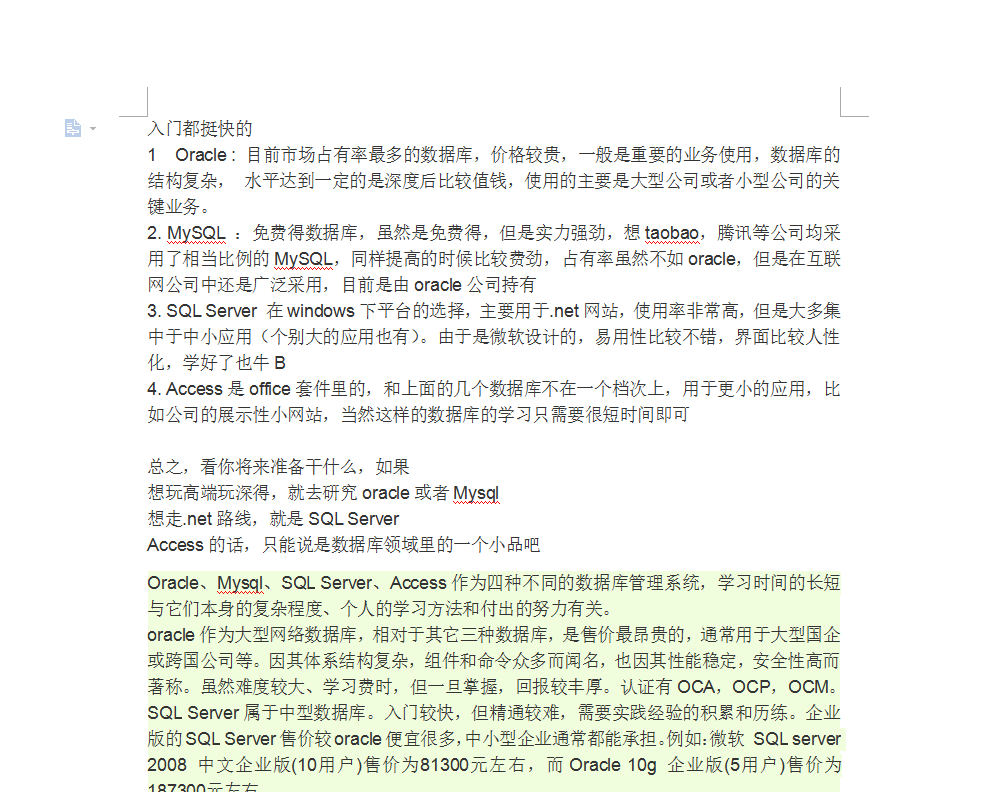 入门都挺快的
1 Oracle : 目前市场占有率最多的数据库，价格较贵，一般是重要的业务使用，数据库的
结构复杂， 水平达到一定的是深度后比较值钱，使用的主要是大型公司或者小型公司的关
键业务。
2. MySQL ：免费得数据库，虽然是免费得，但是实力强劲，想 taobao，腾讯等公司均采
用了相当比例的 MySQL，同样提高的时候比较费劲，占有率虽然不如 oracle，但是在互联
网公司中还是广泛采用，目前是由 oracle 公司持有
3. SQL Server 在 windows 下平台的选择，主要用于.net 网站，使用率非常高，但是大多集
中于中小应用（个别大的应用也有）。由于是微软设计的，易用性比较不错，界面比较人性
化，学好了也牛 B
4. Access 是 office 套件里的，和上面的几个数据库不在一个档次上，用于更小的应用，比
如公司的展示性小网站，当然这样的数据库的学习只需要很短时间即可
总之，看你将来准备干什么，如果
想玩高端玩深得，就去研究 oracle 或者 Mysql
想走.net 路线，就是 SQL Server
Access 的话，只能说是数据库领域里的一个小品吧
Oracle、Mysql、SQL Server、Access 作为四种不同的数据库管理系统，学习时间的长短
与它们本身的复杂程度、个人的学习方法和付出的努力有关。
oracle 作为大型网络数据库，相对于其它三种数据库，是售价最昂贵的，通常用于大型国企
或跨国公司等。因其体系结构复杂，组件和命令众多而闻名，也因其性能稳定，安全性高而
著称。虽然难度较大、学习费时，但一旦掌握，回报较丰厚。认证有 OCA，OCP，OCM。
SQL Server 属于中型数据库。入门较快，但精通较难，需要实践经验的积累和历练。企业
版的 SQL Server 售价较 oracle 便宜很多，中小型企业通常都能承担。例如：微软 SQL server
2008 中文企业版(10用户)售价为81300元左右，而 Oracle 10g 企业版(5用户)售价为
187300元左右